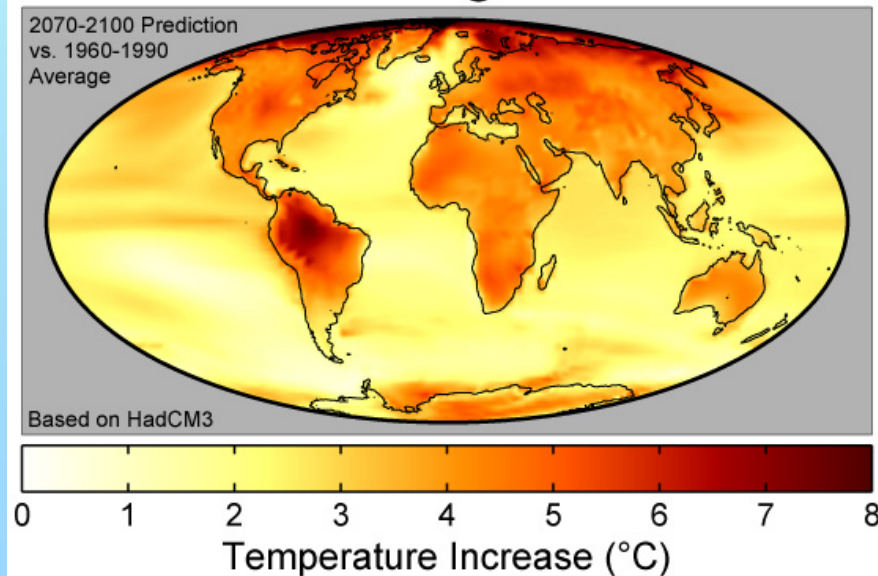 2070-2100 Prediction
vs. 1960-1990
Average
Based on HadCM3
0 1 2 3 4 5 6 7 8
Temperature Increase (°C)